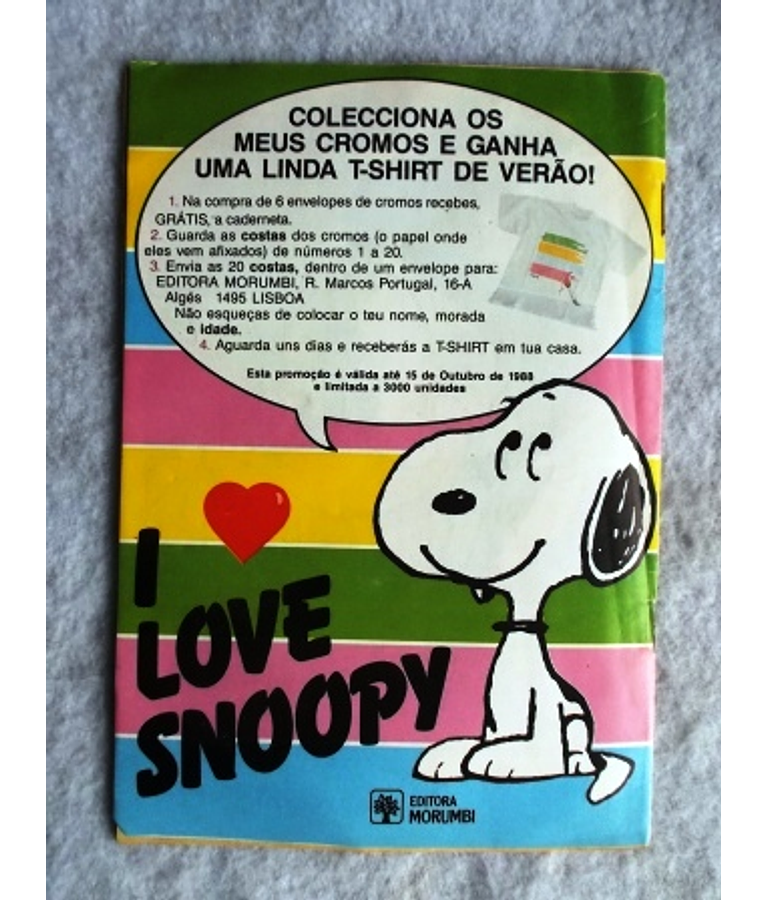 COLECCIONA OS
MEUS CROMOS E GANHA
UMA LINDA T-SHIRT DE VERÃO!
1. Na compra de 6 envelopes de cromos recebes,
GRÁTIS, a caderneta.
2. Guarda as costas dos cromos (o papel onde
eles vem afixados) de números 1 a 20.
3. Envia as 20 costas, dentro de um envelope para:
EDITORA MORUMBI, R. Marcos Portugal, 16-A
Algés 1495 LISBOA
Não esqueças de colocar o teu nome, morada
e idade.
4. Aguarda uns dias e receberás a T-SHIRT em tua casa.
Esta promoção é válida até 15 de Outubro de 1988
e limitada a 3000 unidades
I
LOVE
SNOOPY
EDITORA
MORUMBI